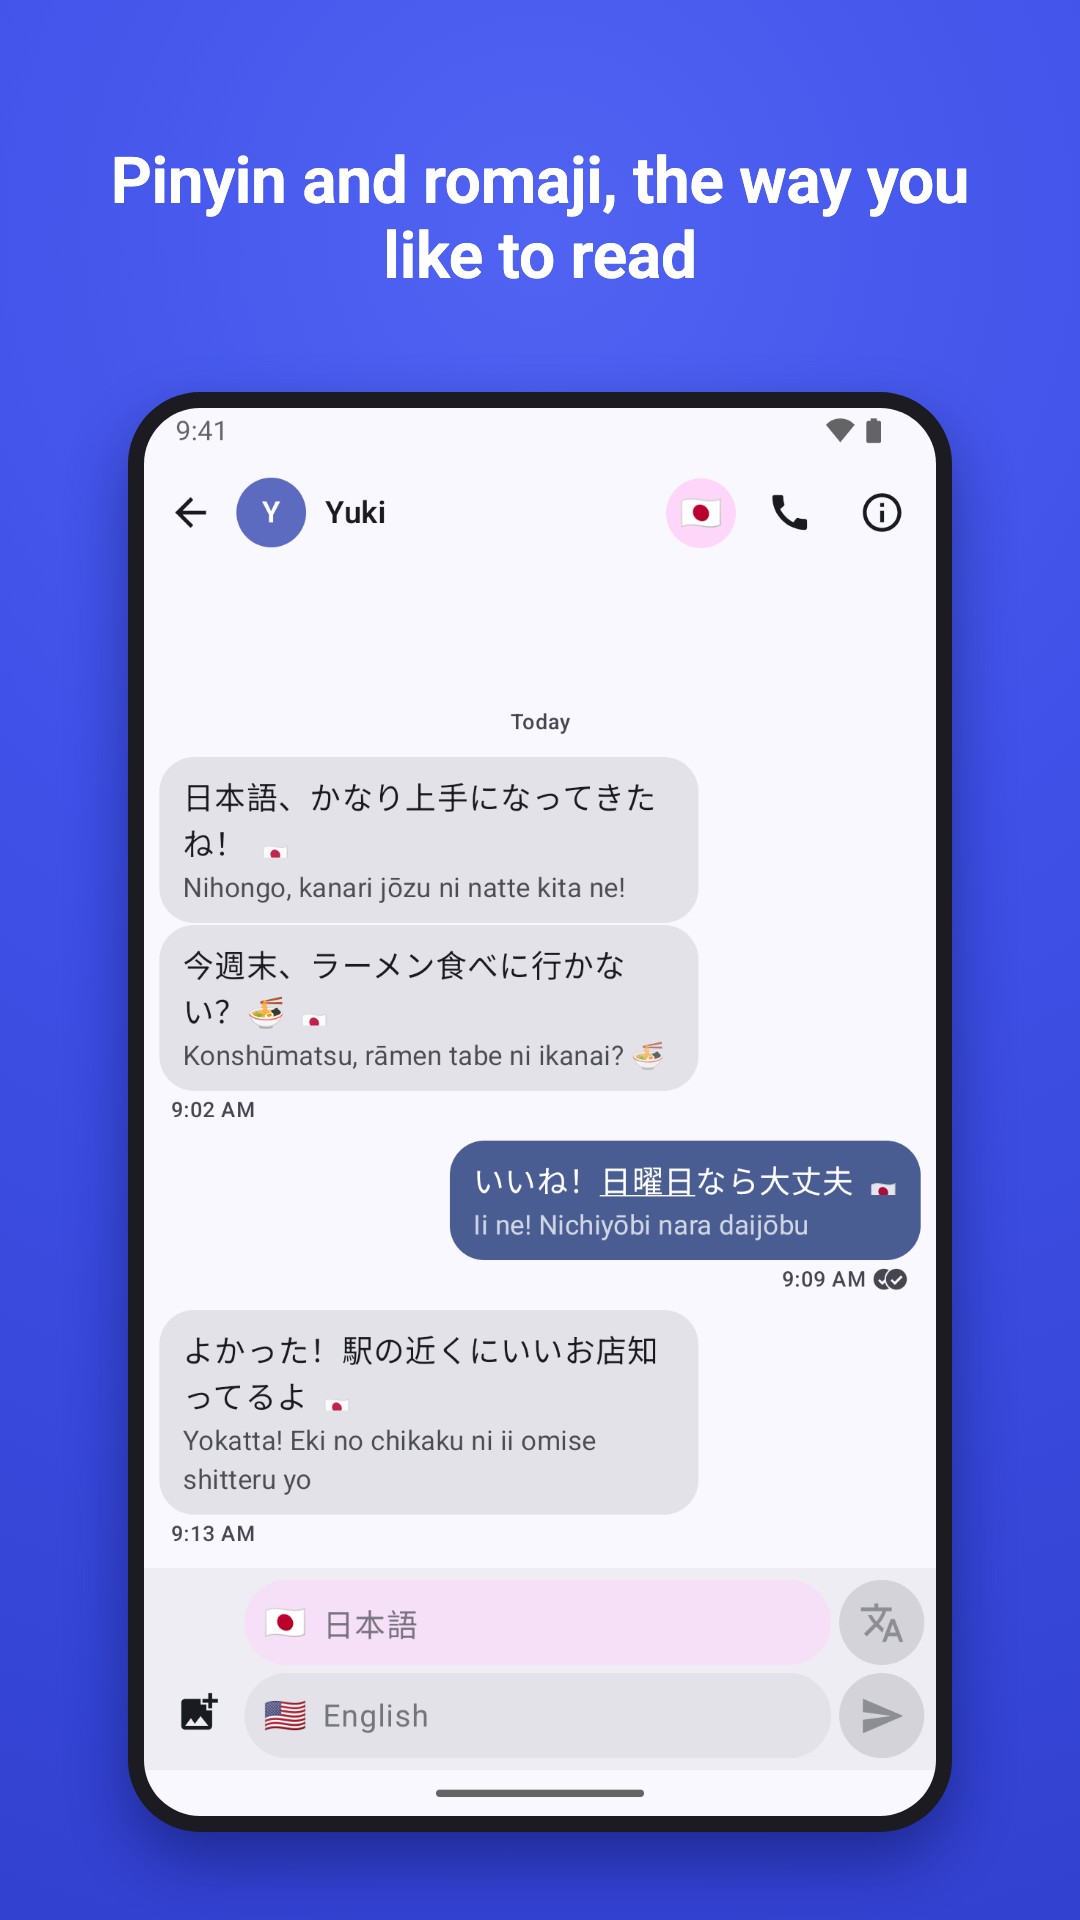 Pinyin and romaji, the way you
like to read
9:41
Y
Yuki
Today
日本語、かなり上手になってきた
ね！
Nihongo, kanari jōzu ni natte kita ne!
今週末、ラーメン食べに行かな
い？🍜
Konshūmatsu, rāmen tabe ni ikanai? 🍜
9:02 AM
いいね！日曜日なら大丈夫
Ii ne! Nichiyōbi nara daijōbu
9:09 AM
よかった！駅の近くにいいお店知
ってるよ
Yokatta! Eki no chikaku ni ii omise
shitteru yo
9:13 AM
日本語
文A
English